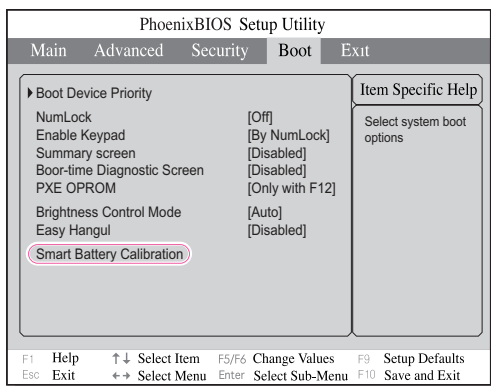 PhoenixBIOS Setup Utility
Main Advanced Security Boot Exit
Boot Device Priority
NumLock [Off]
Enable Keypad [By NumLock]
Summary screen [Disabled]
Boor-time Diagnostic Screen [Disabled]
PXE OPROM [Only with F12]
Brightness Control Mode [Auto]
Easy Hangul [Disabled]
Smart Battery Calibration
Item Specific Help
Select system boot
options
F1 Help ↑↓ Select Item F5/F6 Change Values F9 Setup Defaults
Esc Exit ←→ Select Menu Enter Select Sub-Menu F10 Save and Exit